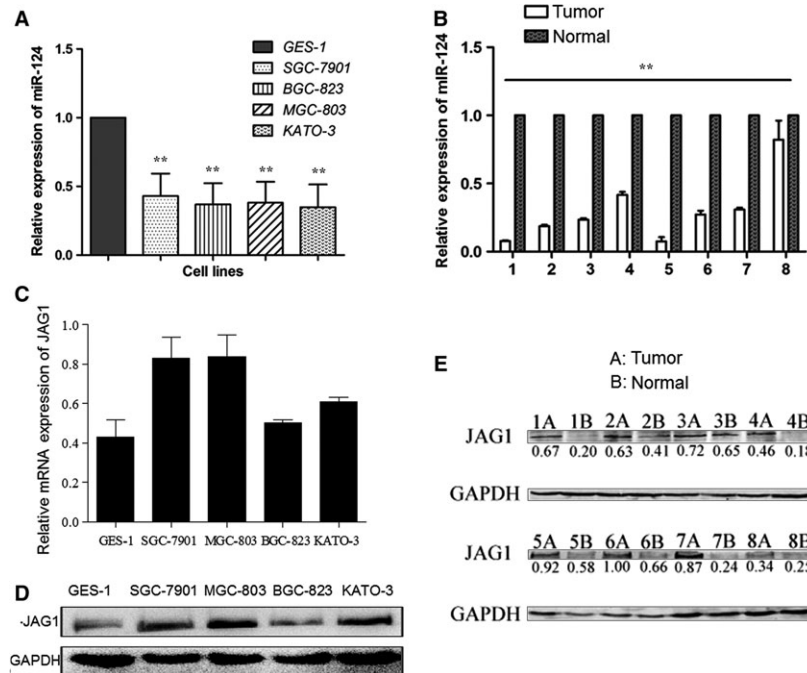 A
Relative expression of miR-124
1.5
1.0
0.5
0.0
GES-1
SGC-7901
BGC-823
MGC-803
KATO-3
** ** ** **
Cell lines
B
Tumor
Normal
Relative expression of miR-124
**
1.5
1.0
0.5
0.0
1 2 3 4 5 6 7 8
C
Relative mRNA expression of JAG1
1.0
0.8
0.6
0.4
0.2
0.0
GES-1 SGC-7901 MGC-803 BGC-823 KATO-3
D
GES-1 SGC-7901 MGC-803 BGC-823 KATO-3
JAG1
GAPDH
E
A: Tumor
B: Normal
1A 1B 2A 2B 3A 3B 4A 4B
JAG1
0.67 0.20 0.63 0.41 0.72 0.65 0.46 0.18
GAPDH
5A 5B 6A 6B 7A 7B 8A 8B
JAG1
0.92 0.58 1.00 0.66 0.87 0.24 0.34 0.25
GAPDH